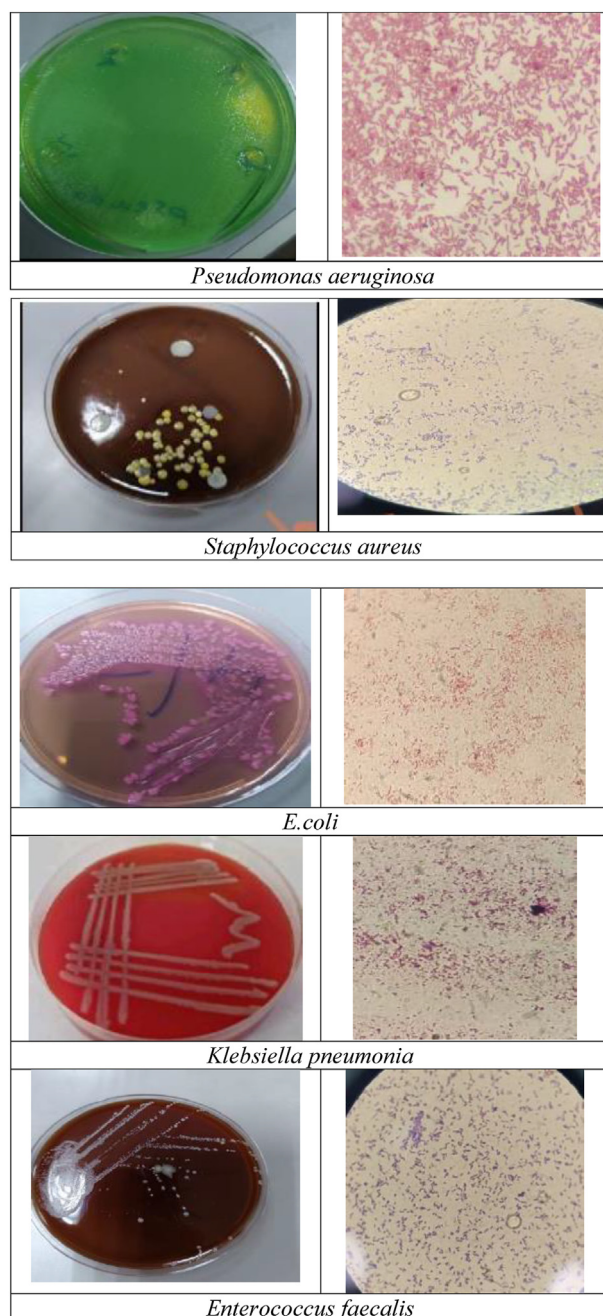 Pseudomonas aeruginosa
Staphylococcus aureus
E.coli
Klebsiella pneumonia
Enterococcus faecalis